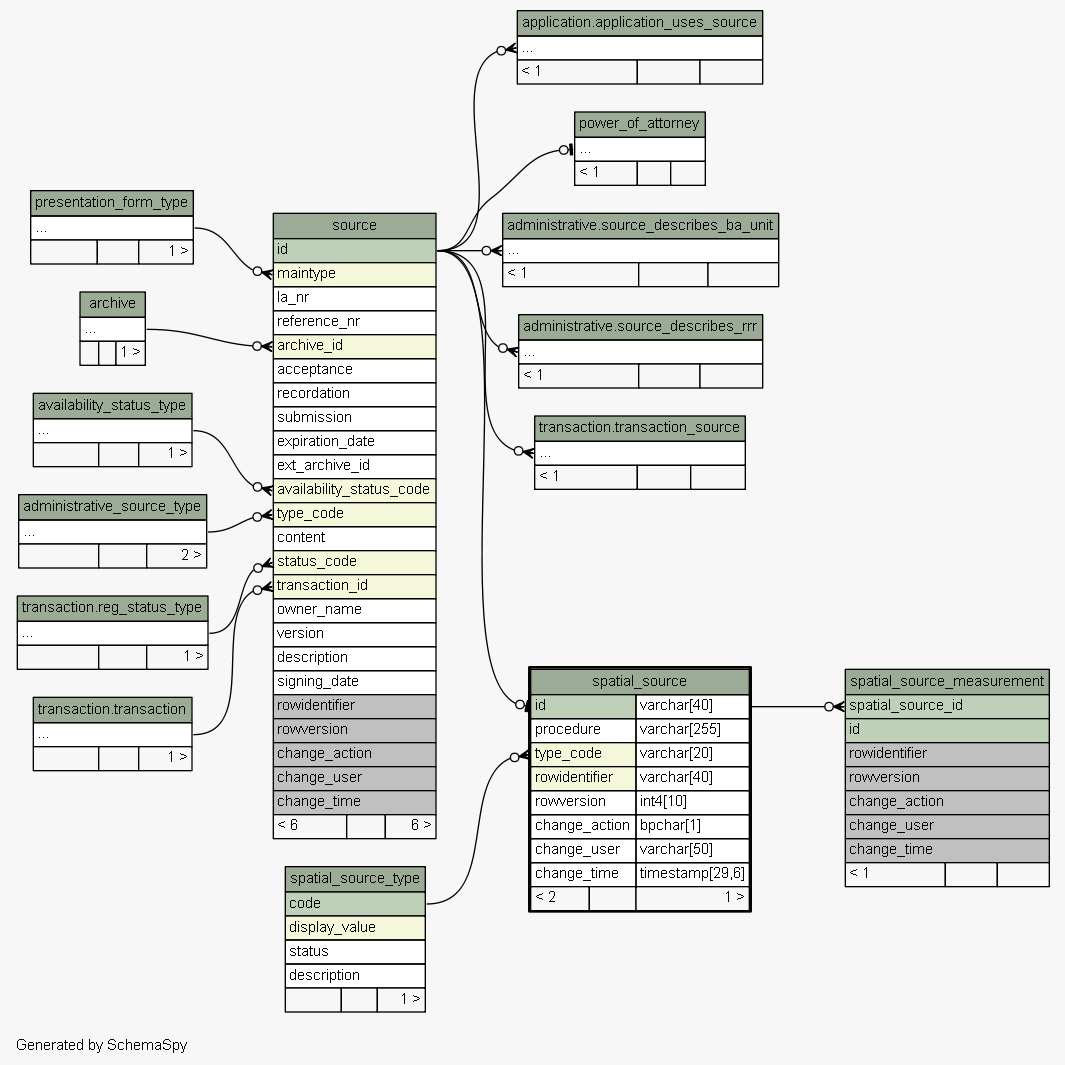 application.application_uses_source
...
< 1
power_of_attorney
...
< 1
presentation_form_type
...
1 >
archive
...
1 >
availability_status_type
...
1 >
administrative_source_type
...
2 >
transaction.reg_status_type
...
1 >
transaction.transaction
...
1 >
source
id
maintype
la_nr
reference_nr
archive_id
acceptance
recordation
submission
expiration_date
ext_archive_id
availability_status_code
type_code
content
status_code
transaction_id
owner_name
version
description
signing_date
rowidentifier
rowversion
change_action
change_user
change_time
< 6 6 >
administrative.source_describes_ba_unit
...
< 1
administrative.source_describes_rrr
...
< 1
transaction.transaction_source
...
< 1
spatial_source
id varchar[40]
procedure varchar[255]
type_code varchar[20]
rowidentifier varchar[40]
rowversion int4[10]
change_action bpchar[1]
change_user varchar[50]
change_time timestamp[29,6]
< 2 1 >
spatial_source_measurement
spatial_source_id
id
rowidentifier
rowversion
change_action
change_user
change_time
< 1
spatial_source_type
code
display_value
status
description
1 >
Generated by SchemaSpy